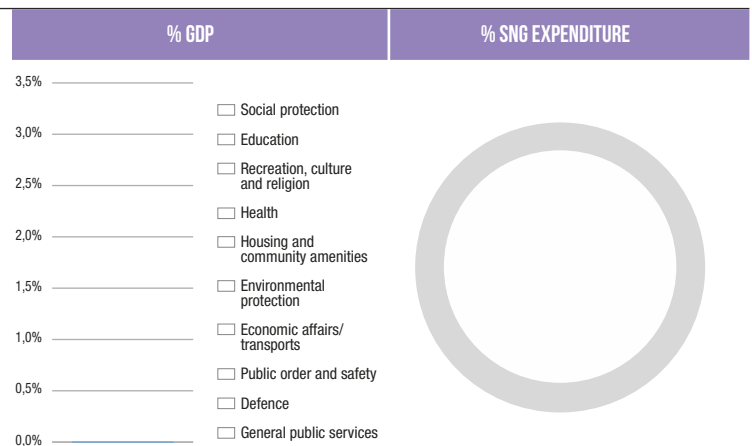 % GDP
% SNG EXPENDITURE
3,5%
3,0%
2,5%
2,0%
1,5%
1,0%
0,5%
0,0%
Social protection
Education
Recreation, culture
and religion
Health
Housing and
community amenities
Environmental
protection
Economic affairs/
transports
Public order and safety
Defence
General public services